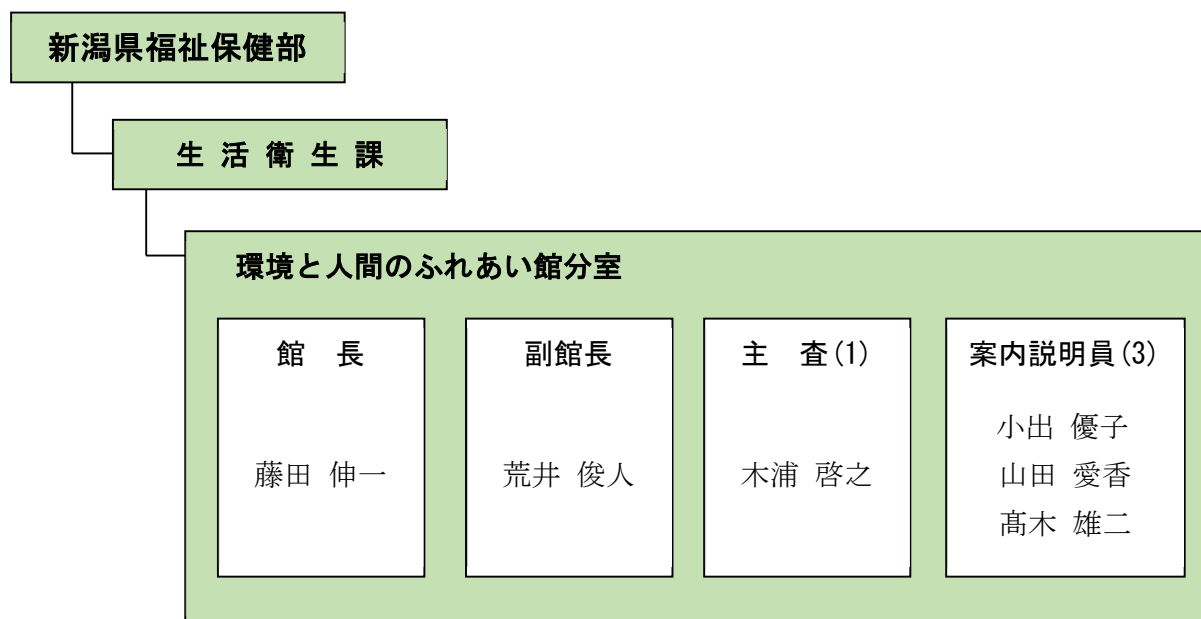 新潟県福祉保健部
生 活 衛 生 課
環境と人間のふれあい館分室
館　長
藤田 伸一
副館長
荒井 俊人
主　査(1)
木浦 啓之
案内説明員(3)
小出 優子
山田 愛香
髙木 雄二